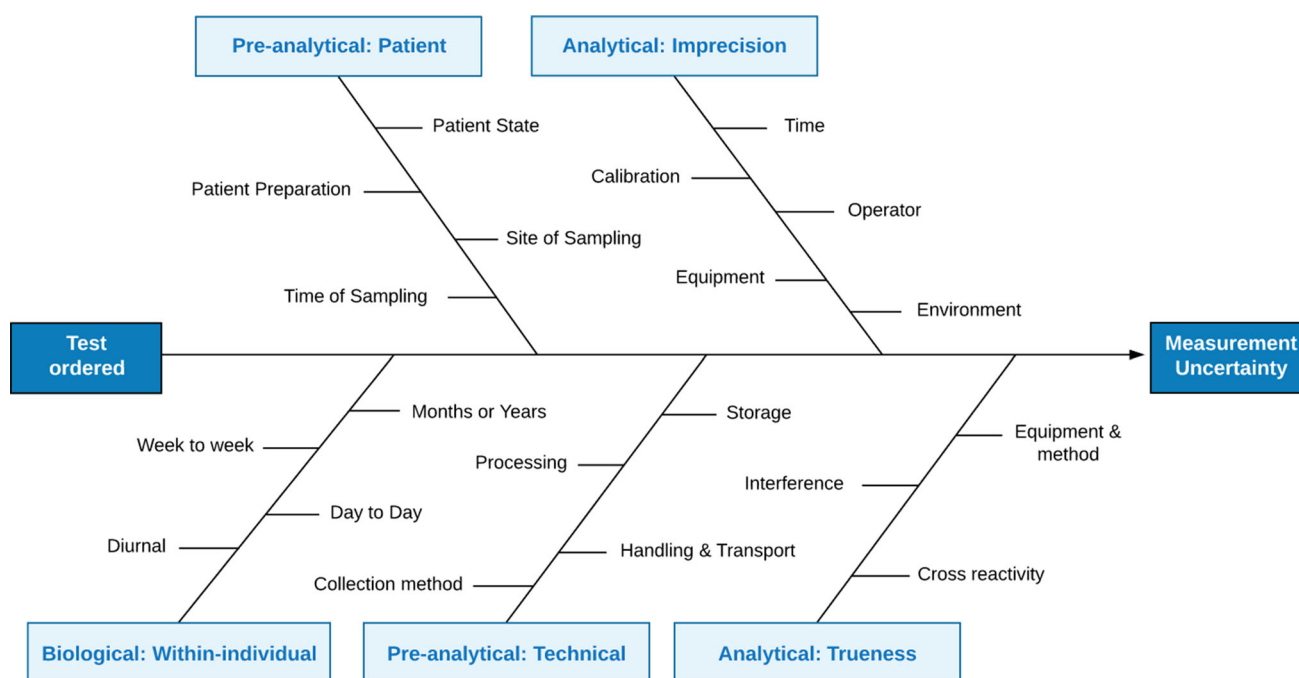 Pre-analytical: Patient
Analytical: Imprecision
Patient State
Time
Calibration
Patient Preparation
Operator
Site of Sampling
Equipment
Time of Sampling
Environment
Test
ordered
Measurement
Uncertainty
Months or Years
Storage
Week to week
Equipment &
method
Processing
Interference
Day to Day
Diurnal
Handling & Transport
Cross reactivity
Collection method
Biological: Within-individual
Pre-analytical: Technical
Analytical: Trueness